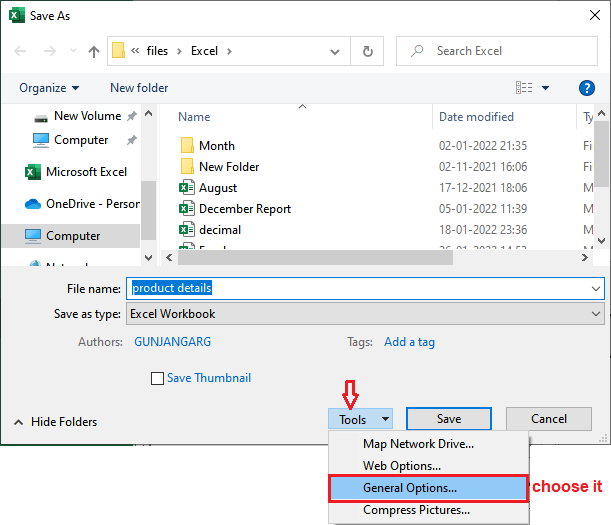 Save As
files > Excel >
Search Excel
Organize
New folder
New Volume
Computer
Microsoft Excel
OneDrive - Person
Computer
Name
Date modified
Ty
Month
02-01-2022 21:35
Fi
New Folder
02-11-2021 16:06
Fi
August
17-12-2021 18:06
M
December Report
05-01-2022 11:39
M
decimal
18-01-2022 23:36
M
File name:
product details
Save as type:
Excel Workbook
Authors:
GUNJANGARG
Tags:
Add a tag
Save Thumbnail
Hide Folders
Tools
Save
Cancel
Map Network Drive...
Web Options...
General Options...
choose it
Compress Pictures...